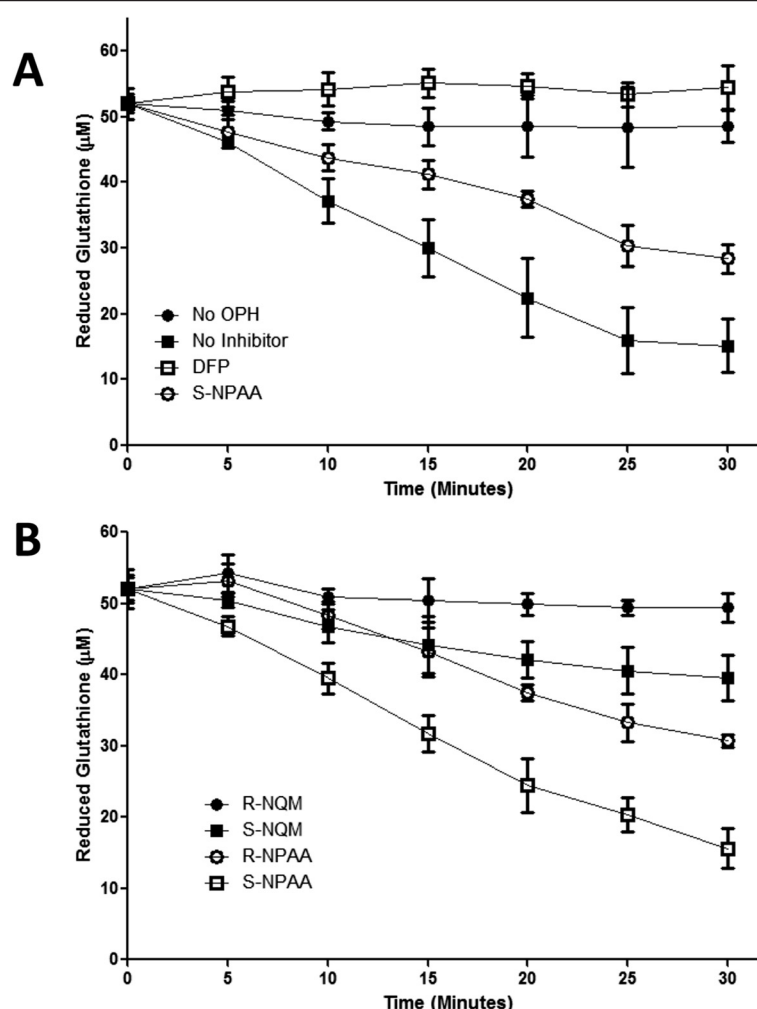 A
60
50
40
30
20
10
0
Reduced Glutathione (µM)
No OPH
No Inhibitor
DFP
S-NPAA
0 5 10 15 20 25 30
Time (Minutes)
B
60
50
40
30
20
10
0
Reduced Glutathione (µM)
R-NQM
S-NQM
R-NPAA
S-NPAA
0 5 10 15 20 25 30
Time (Minutes)